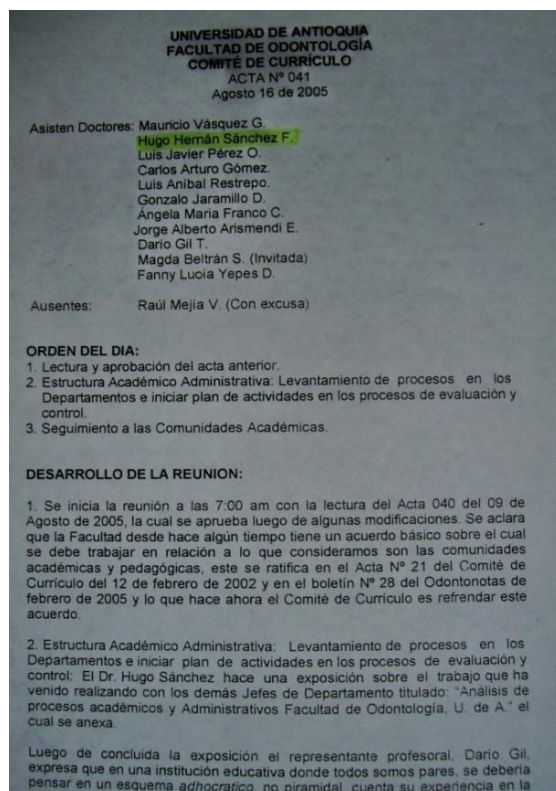 UNIVERSIDAD DE ANTIOQUIA
FACULTAD DE ODONTOLOGÍA
COMITÉ DE CURRÍCULO
ACTA Nº 041
Agosto 16 de 2005
Asisten Doctores: Mauricio Vásquez G.
Hugo Hernán Sánchez F.
Luis Javier Pérez O.
Carlos Arturo Gómez.
Luis Aníbal Restrepo.
Gonzalo Jaramillo D.
Ángela María Franco C.
Jorge Alberto Arismendi E.
Darío Gil T.
Magda Beltrán S. (Invitada)
Fanny Lucía Yepes D.
Ausentes: Raúl Mejía V. (Con excusa)
ORDEN DEL DIA:
1. Lectura y aprobación del acta anterior.
2. Estructura Académico Administrativa: Levantamiento de procesos en los
Departamentos e iniciar plan de actividades en los procesos de evaluación y
control.
3. Seguimiento a las Comunidades Académicas.
DESARROLLO DE LA REUNION:
1. Se inicia la reunión a las 7:00 am con la lectura del Acta 040 del 09 de
Agosto de 2005, la cual se aprueba luego de algunas modificaciones. Se aclara
que la Facultad desde hace algún tiempo tiene un acuerdo básico sobre el cual
se debe trabajar en relación a lo que consideramos son las comunidades
académicas y pedagógicas, este se ratifica en el Acta Nº 21 del Comité de
Currículo del 12 de febrero de 2002 y en el boletín Nº 28 del Odontonotas de
febrero de 2005 y lo que hace ahora el Comité de Currículo es refrendar este
acuerdo.
2. Estructura Académico Administrativa: Levantamiento de procesos en los
Departamentos e iniciar plan de actividades en los procesos de evaluación y
control: El Dr. Hugo Sánchez hace una exposición sobre el trabajo que ha
venido realizando con los demás Jefes de Departamento titulado: "Análisis de
procesos académicos y Administrativos Facultad de Odontología, U. de A." el
cual se anexa.
Luego de concluida la exposición el representante profesoral, Darío Gil,
expresa que en una institución educativa donde todos somos pares, se debería
pensar en un esquema adhocratico, no piramidal, cuenta su experiencia en la